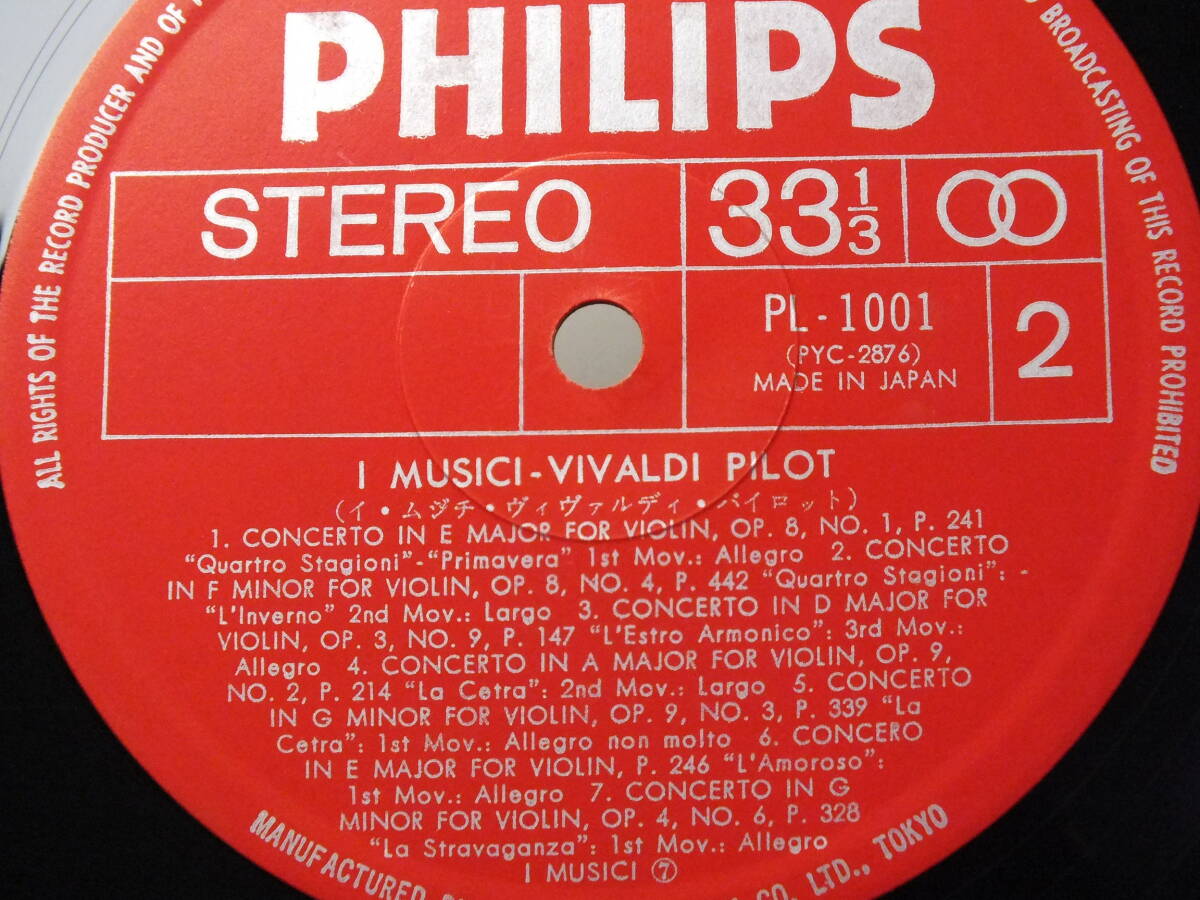 PHILIPS
STEREO
33 1/3
PL-1001
(PYC-2876)
MADE IN JAPAN
2
I MUSICI-VIVALDI PILOT
(イ・ムジチ・ヴィヴァルディ・パイロット)
1. CONCERTO IN E MAJOR FOR VIOLIN, OP. 8, NO. 1, P. 241
"Quartro Stagioni"-"Primavera" 1st Mov.: Allegro 2. CONCERTO
IN F MINOR FOR VIOLIN, OP. 8, NO. 4, P. 442 "Quartro Stagioni": -
"L'Inverno" 2nd Mov.: Largo 3. CONCERTO IN D MAJOR FOR
VIOLIN, OP. 3, NO. 9, P. 147 "L'Estro Armonico": 3rd Mov.:
Allegro 4. CONCERTO IN A MAJOR FOR VIOLIN, OP. 9,
NO. 2, P. 214 "La Cetra": 2nd Mov.: Largo 5. CONCERTO
IN G MINOR FOR VIOLIN, OP. 9, NO. 3, P. 339 "La
Cetra": 1st Mov.: Allegro non molto 6. CONCERO
IN E MAJOR FOR VIOLIN, P. 246 "L'Amoroso":
1st Mov.: Allegro 7. CONCERTO IN G
MINOR FOR VIOLIN, OP. 4, NO. 6, P. 328
"La Stravaganza": 1st Mov.: Allegro
I MUSICI ⑦
ALL RIGHTS OF THE RECORD PRODUCER AND OF
BROADCASTING OF THIS RECORD PROHIBITED
MANUFACTURED CO. LTD., TOKYO